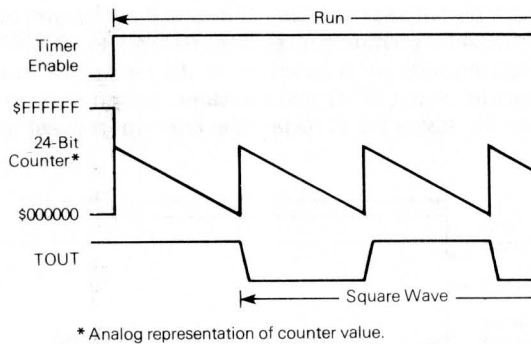 Run
Timer
Enable
$FFFFFF
24-Bit
Counter*
$000000
TOUT
Square Wave
* Analog representation of counter value.